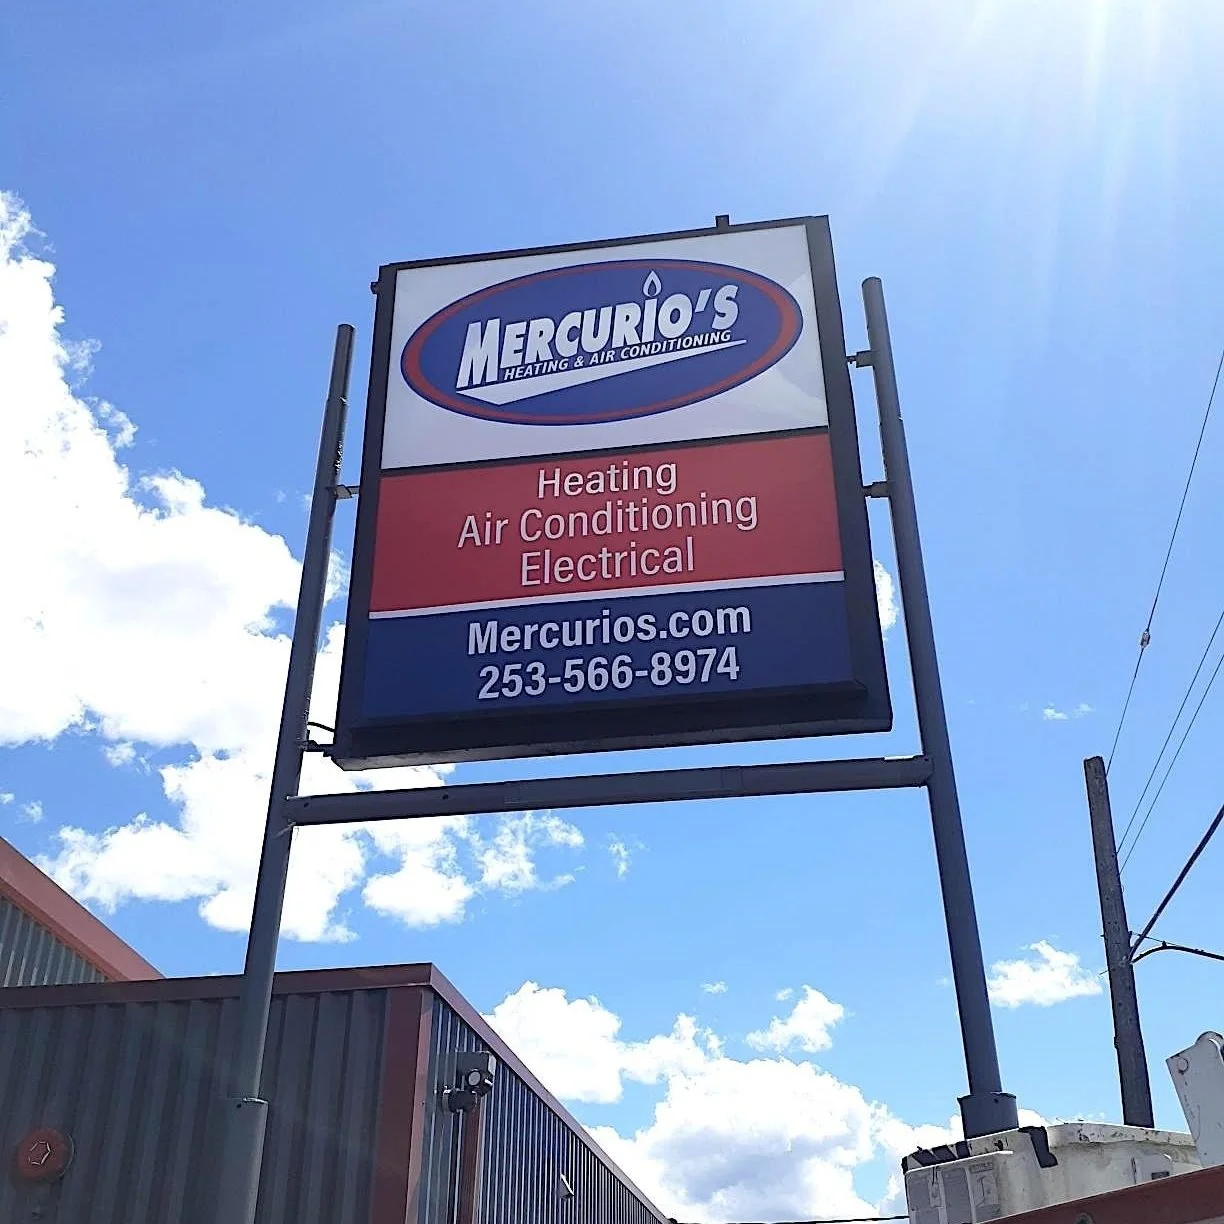 MERCURIO'S
HEATING & AIR CONDITIONING
Heating
Air Conditioning
Electrical
Mercurios.com
253-566-8974